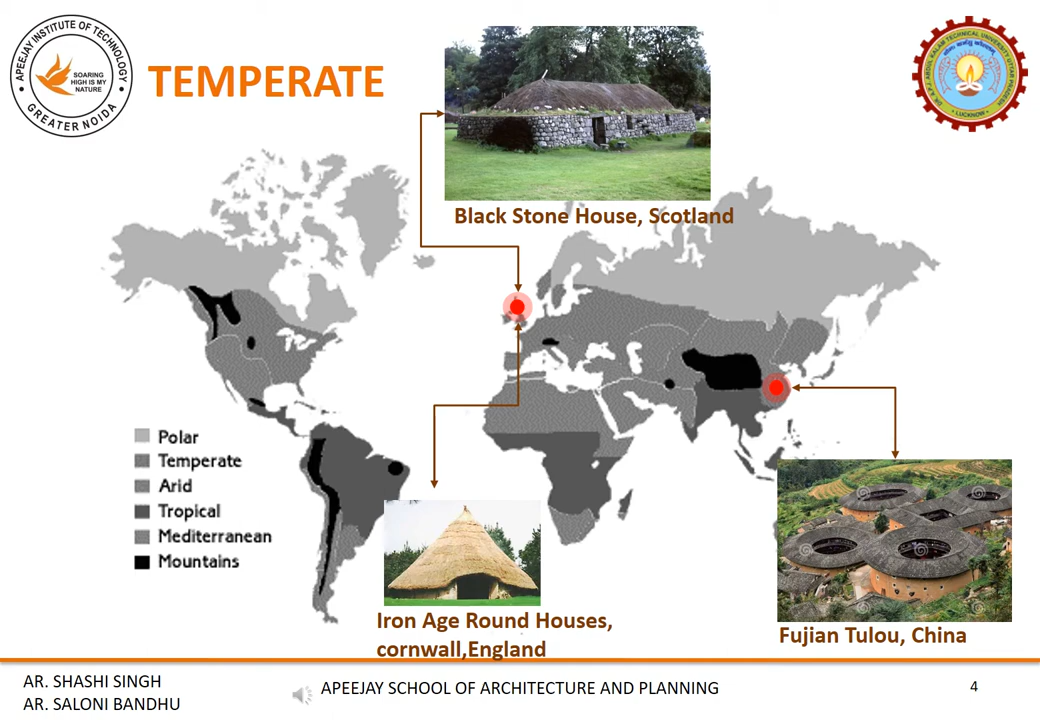 APEEJAY INSTITUTE OF TECHNOLOGY
SOARING
HIGH IS MY
NATURE
GREATER NOIDA
TEMPERATE
LUCKNOW
Black Stone House, Scotland
Polar
Temperate
Arid
Tropical
Mediterranean
Mountains
Iron Age Round Houses,
cornwall,England
Fujian Tulou, China
AR. SHASHI SINGH
AR. SALONI BANDHU
APEEJAY SCHOOL OF ARCHITECTURE AND PLANNING
4